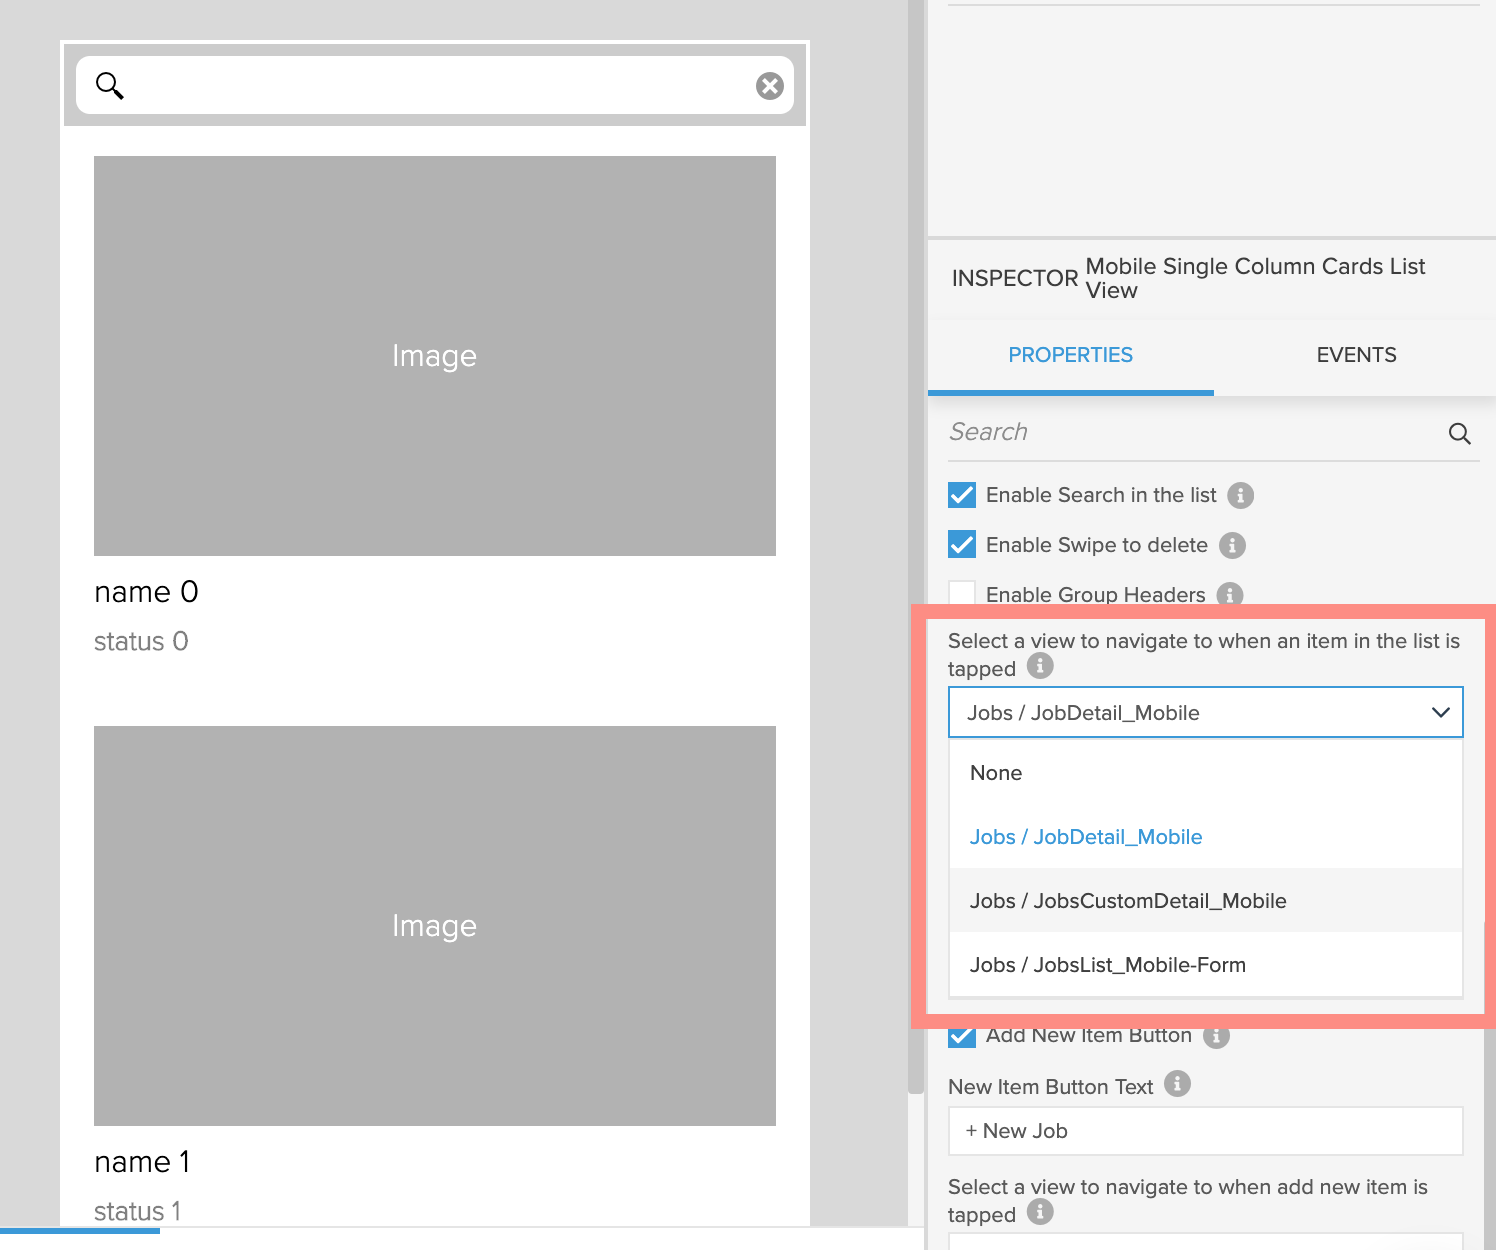 Image
name 0
status 0
Image
name 1
status 1
INSPECTOR Mobile Single Column Cards List
View
PROPERTIES EVENTS
Search
Enable Search in the list
Enable Swipe to delete
Enable Group Headers
Select a view to navigate to when an item in the list is
tapped
Jobs / JobDetail_Mobile
None
Jobs / JobDetail_Mobile
Jobs / JobsCustomDetail_Mobile
Jobs / JobsList_Mobile-Form
Add New Item Button
New Item Button Text
+ New Job
Select a view to navigate to when add new item is
tapped